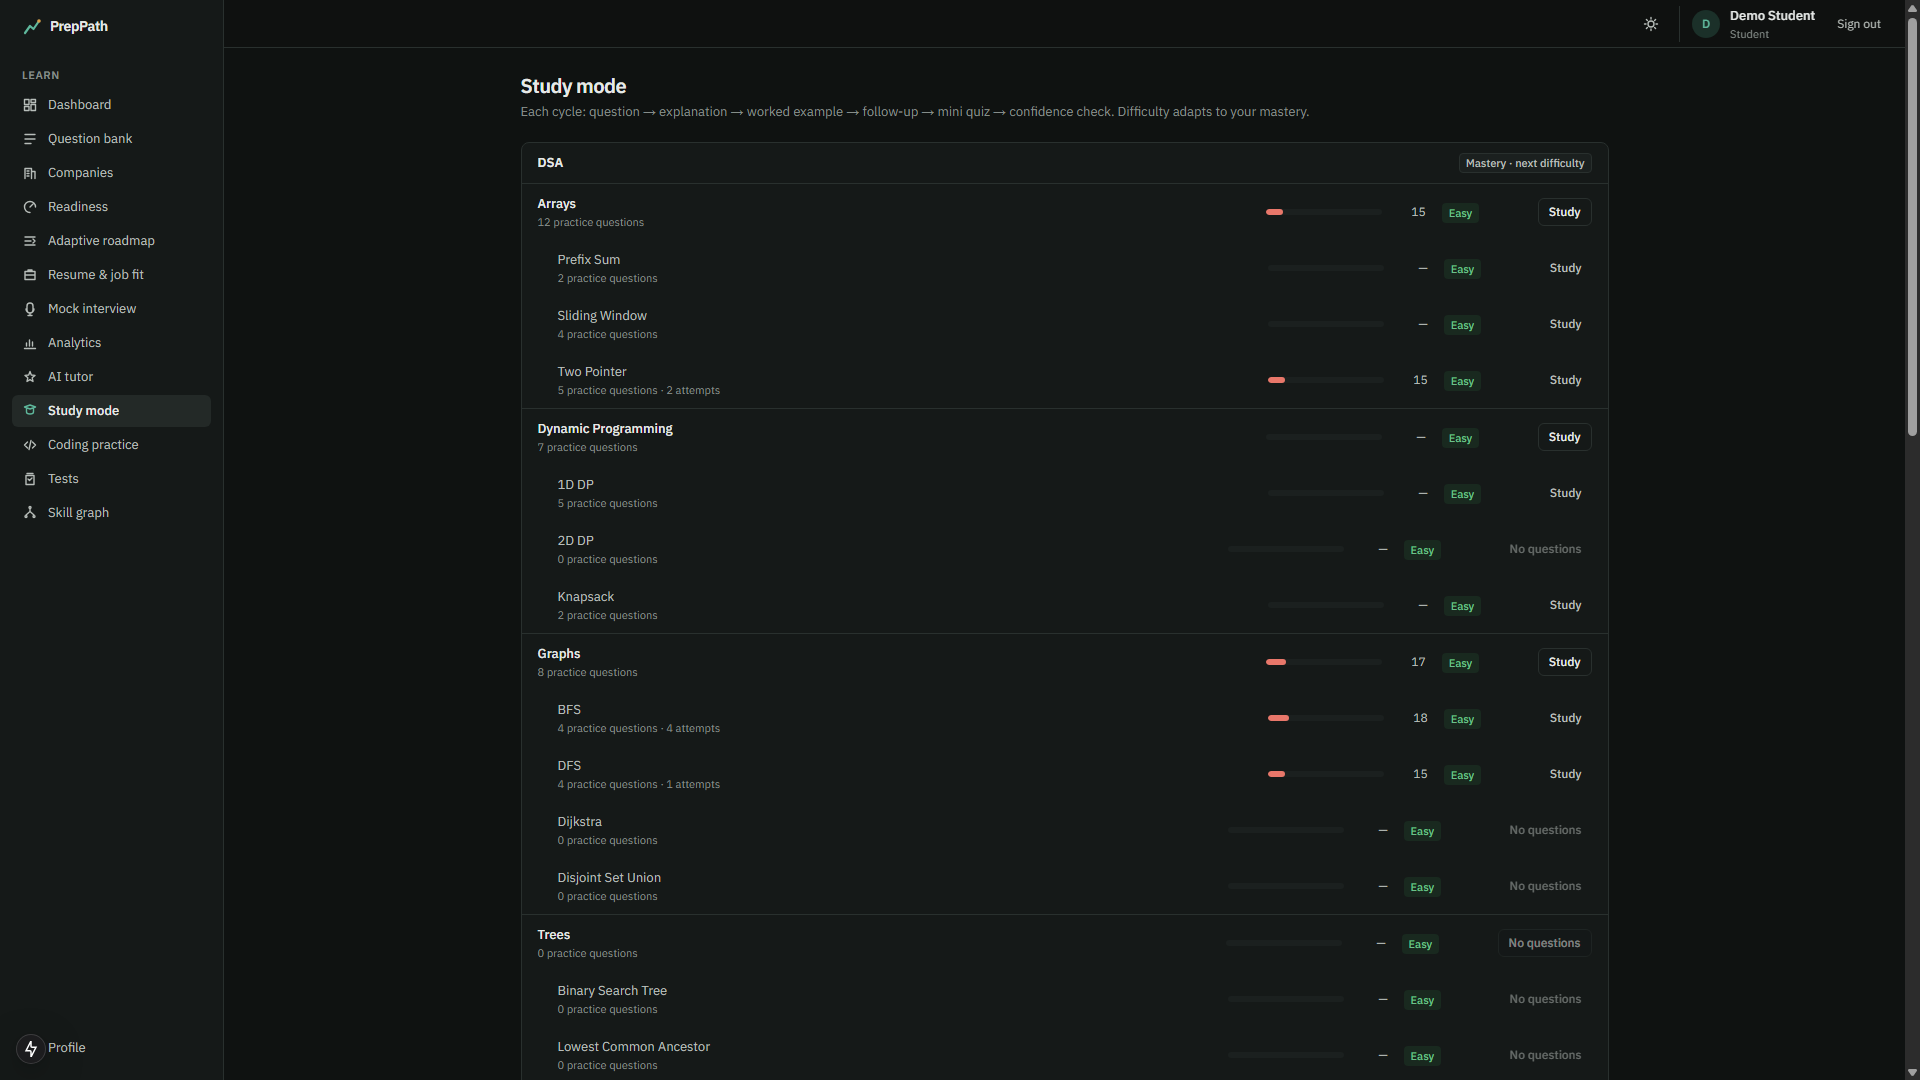 PrepPath
LEARN
Dashboard
Question bank
Companies
Readiness
Adaptive roadmap
Resume & job fit
Mock interview
Analytics
AI tutor
Study mode
Coding practice
Tests
Skill graph
Profile
D
Demo Student
Student
Sign out
Study mode
Each cycle: question → explanation → worked example → follow-up → mini quiz → confidence check. Difficulty adapts to your mastery.
DSA
Mastery · next difficulty
Arrays
12 practice questions
15 Easy Study
Prefix Sum
2 practice questions
— Easy Study
Sliding Window
4 practice questions
— Easy Study
Two Pointer
5 practice questions · 2 attempts
15 Easy Study
Dynamic Programming
7 practice questions
— Easy Study
1D DP
5 practice questions
— Easy Study
2D DP
0 practice questions
— Easy No questions
Knapsack
2 practice questions
— Easy Study
Graphs
8 practice questions
17 Easy Study
BFS
4 practice questions · 4 attempts
18 Easy Study
DFS
4 practice questions · 1 attempts
15 Easy Study
Dijkstra
0 practice questions
— Easy No questions
Disjoint Set Union
0 practice questions
— Easy No questions
Trees
0 practice questions
— Easy No questions
Binary Search Tree
0 practice questions
— Easy No questions
Lowest Common Ancestor
0 practice questions
— Easy No questions